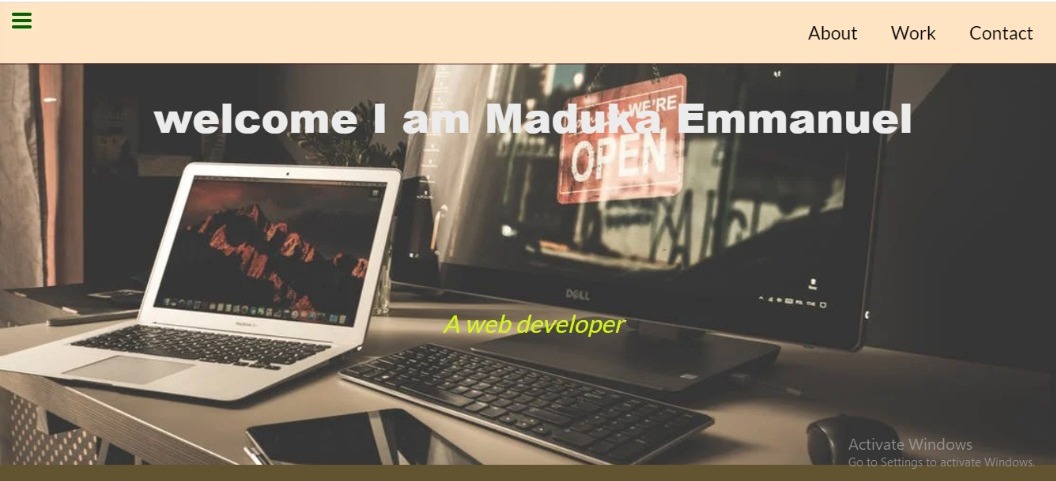 About Work Contact
WE'RE
welcome I am Maduka Emmanuel
OPEN
DELL
A web developer
Activate Windows
Go to Settings to activate Windows.